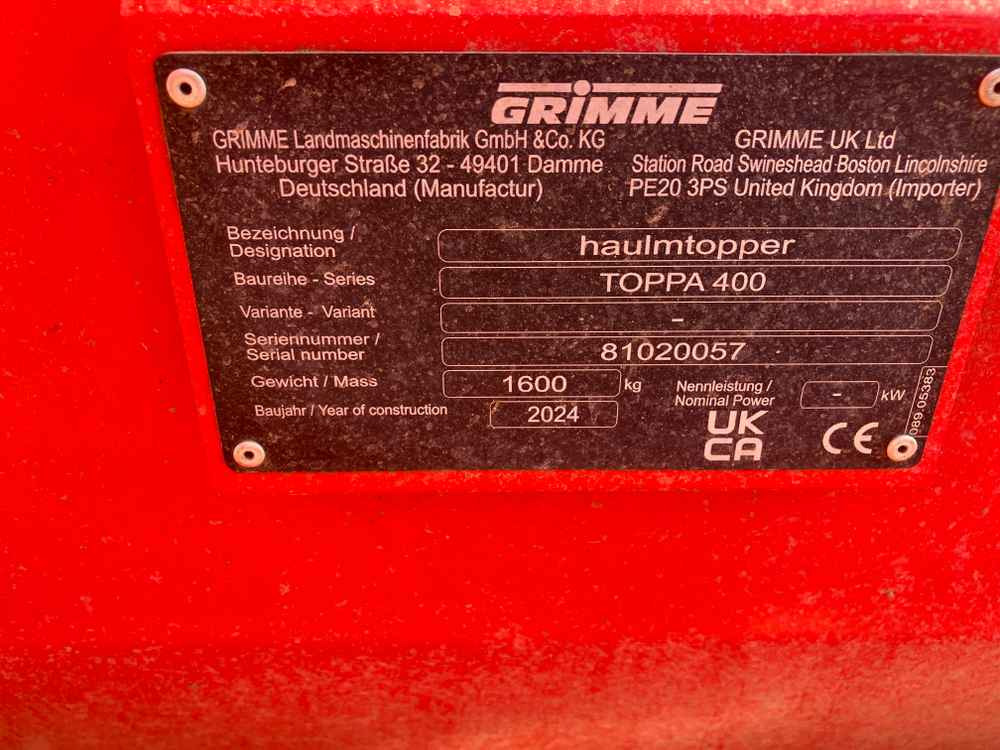 GRIMME
GRIMME Landmaschinenfabrik GmbH &Co. KG
Hunteburger Straße 32 - 49401 Damme
Deutschland (Manufactur)
GRIMME UK Ltd
Station Road Swineshead Boston Lincolnshire
PE20 3PS United Kingdom (Importer)
Bezeichnung /
Designation
haulmtopper
Baureihe - Series
TOPPA 400
Variante - Variant
-
Seriennummer /
Serial number
81020057
Gewicht / Mass
1600 kg
Nennleistung /
Nominal Power
- kW
Baujahr / Year of construction
2024
UK
CA
CE
089.05383